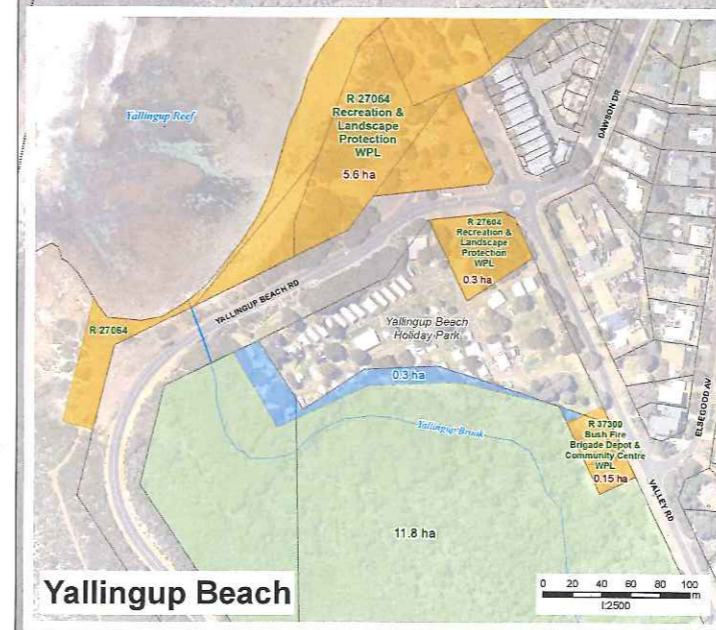 R 27064
Recreation &
Landscape
Protection
WPL
5.6 ha
Yallingup Reef
DAWSON DR
R 27604
Recreation &
Landscape
Protection
WPL
0.3 ha
YALLINGUP BEACH RD
R 27064
Yallingup Beach
Holiday Park
0.3 ha
Yallingup Brook
R 37300
Bush Fire
Brigade Depot &
Community Centre
WPL
0.15 ha
ELSEGOOD AV
VALLEY RD
11.8 ha
Yallingup Beach
0 20 40 60 80 100
m
1:2500